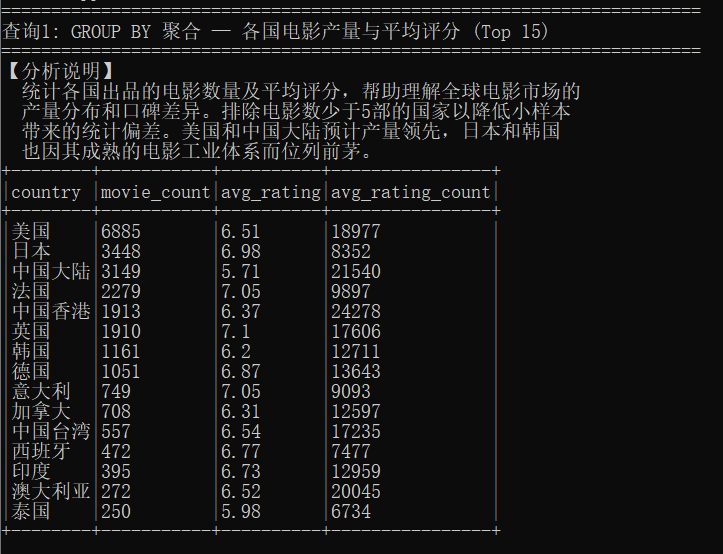 ======================================================================
查询1: GROUP BY 聚合 — 各国电影产量与平均评分 (Top 15)
======================================================================
【分析说明】
统计各国出品的电影数量及平均评分，帮助理解全球电影市场的
产量分布和口碑差异。排除电影数少于5部的国家以降低小样本
带来的统计偏差。美国和中国大陆预计产量领先，日本和韩国
也因其成熟的电影工业体系而位列前茅。
+--------+-----------+----------+----------------+
|country |movie_count|avg_rating|avg_rating_count|
+--------+-----------+----------+----------------+
|美国    |6885       |6.51      |18977           |
|日本    |3448       |6.98      |8352            |
|中国大陆|3149       |5.71      |21540           |
|法国    |2279       |7.05      |9897            |
|中国香港|1913       |6.37      |24278           |
|英国    |1910       |7.1       |17606           |
|韩国    |1161       |6.2       |12711           |
|德国    |1051       |6.87      |13643           |
|意大利  |749        |7.05      |9093            |
|加拿大  |708        |6.31      |12597           |
|中国台湾|557        |6.54      |17235           |
|西班牙  |472        |6.77      |7477            |
|印度    |395        |6.73      |12959           |
|澳大利亚|272        |6.52      |20045           |
|泰国    |250        |5.98      |6734            |
+--------+-----------+----------+----------------+